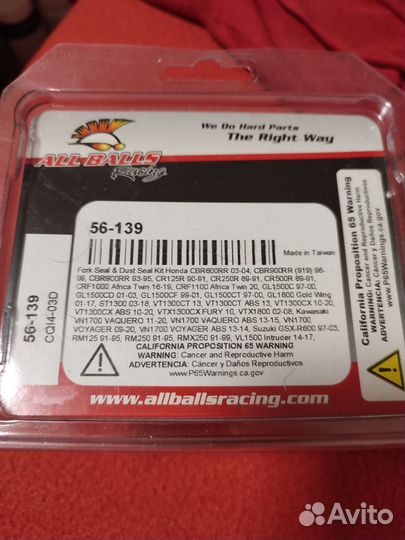 We Do Hard Parts
The Right Way
ALL BALLS
Racing
56-139
Made in Taiwan
Fork Seal & Dust Seal Kit Honda CBR600RR 03-04, CBR900RR (919) 98-
99, CBR900RR 93-95, CR125R 90-91, CR250R 89-91, CR500R 89-91,
CRF1000 Africa Twin 16-19, CRF1100 Africa Twin 20, GL1500C 97-00,
GL1500CD 01-03, GL1500CF 99-01, GL1500CT 97-00, GL1800 Gold Wing
01-17, ST1300 03-18, VT1300CT 13, VT1300CT ABS 13, VT1300CX 10-20,
VT1300CX ABS 10-20, VTX1300CX FURY 10, VTX1800 02-08, Kawasaki
VN1700 VAQUERO 11-20, VN1700 VAQUERO ABS 13-15, VN1700
VOYAGER 09-20, VN1700 VOYAGER ABS 13-14, Suzuki GSX-R600 97-03,
RM125 91-95, RM250 91-95, RMX250 91-99, VL1500 Intruder 14-17,
CALIFORNIA PROPOSITION 65 WARNING
WARNING: Cancer and Reproductive Harm
ADVERTENCIA: Cáncer y Daños Reproductivos
www.P65Warnings.ca.gov
56-139
CQI4-03D
California Proposition 65 Warning
WARNING: Cancer and Reproductive Harm
ADVERTENCIA: Cáncer y Daños Reproductivos
www.P65Warnings.ca.gov
www.allballsracing.com
Avito